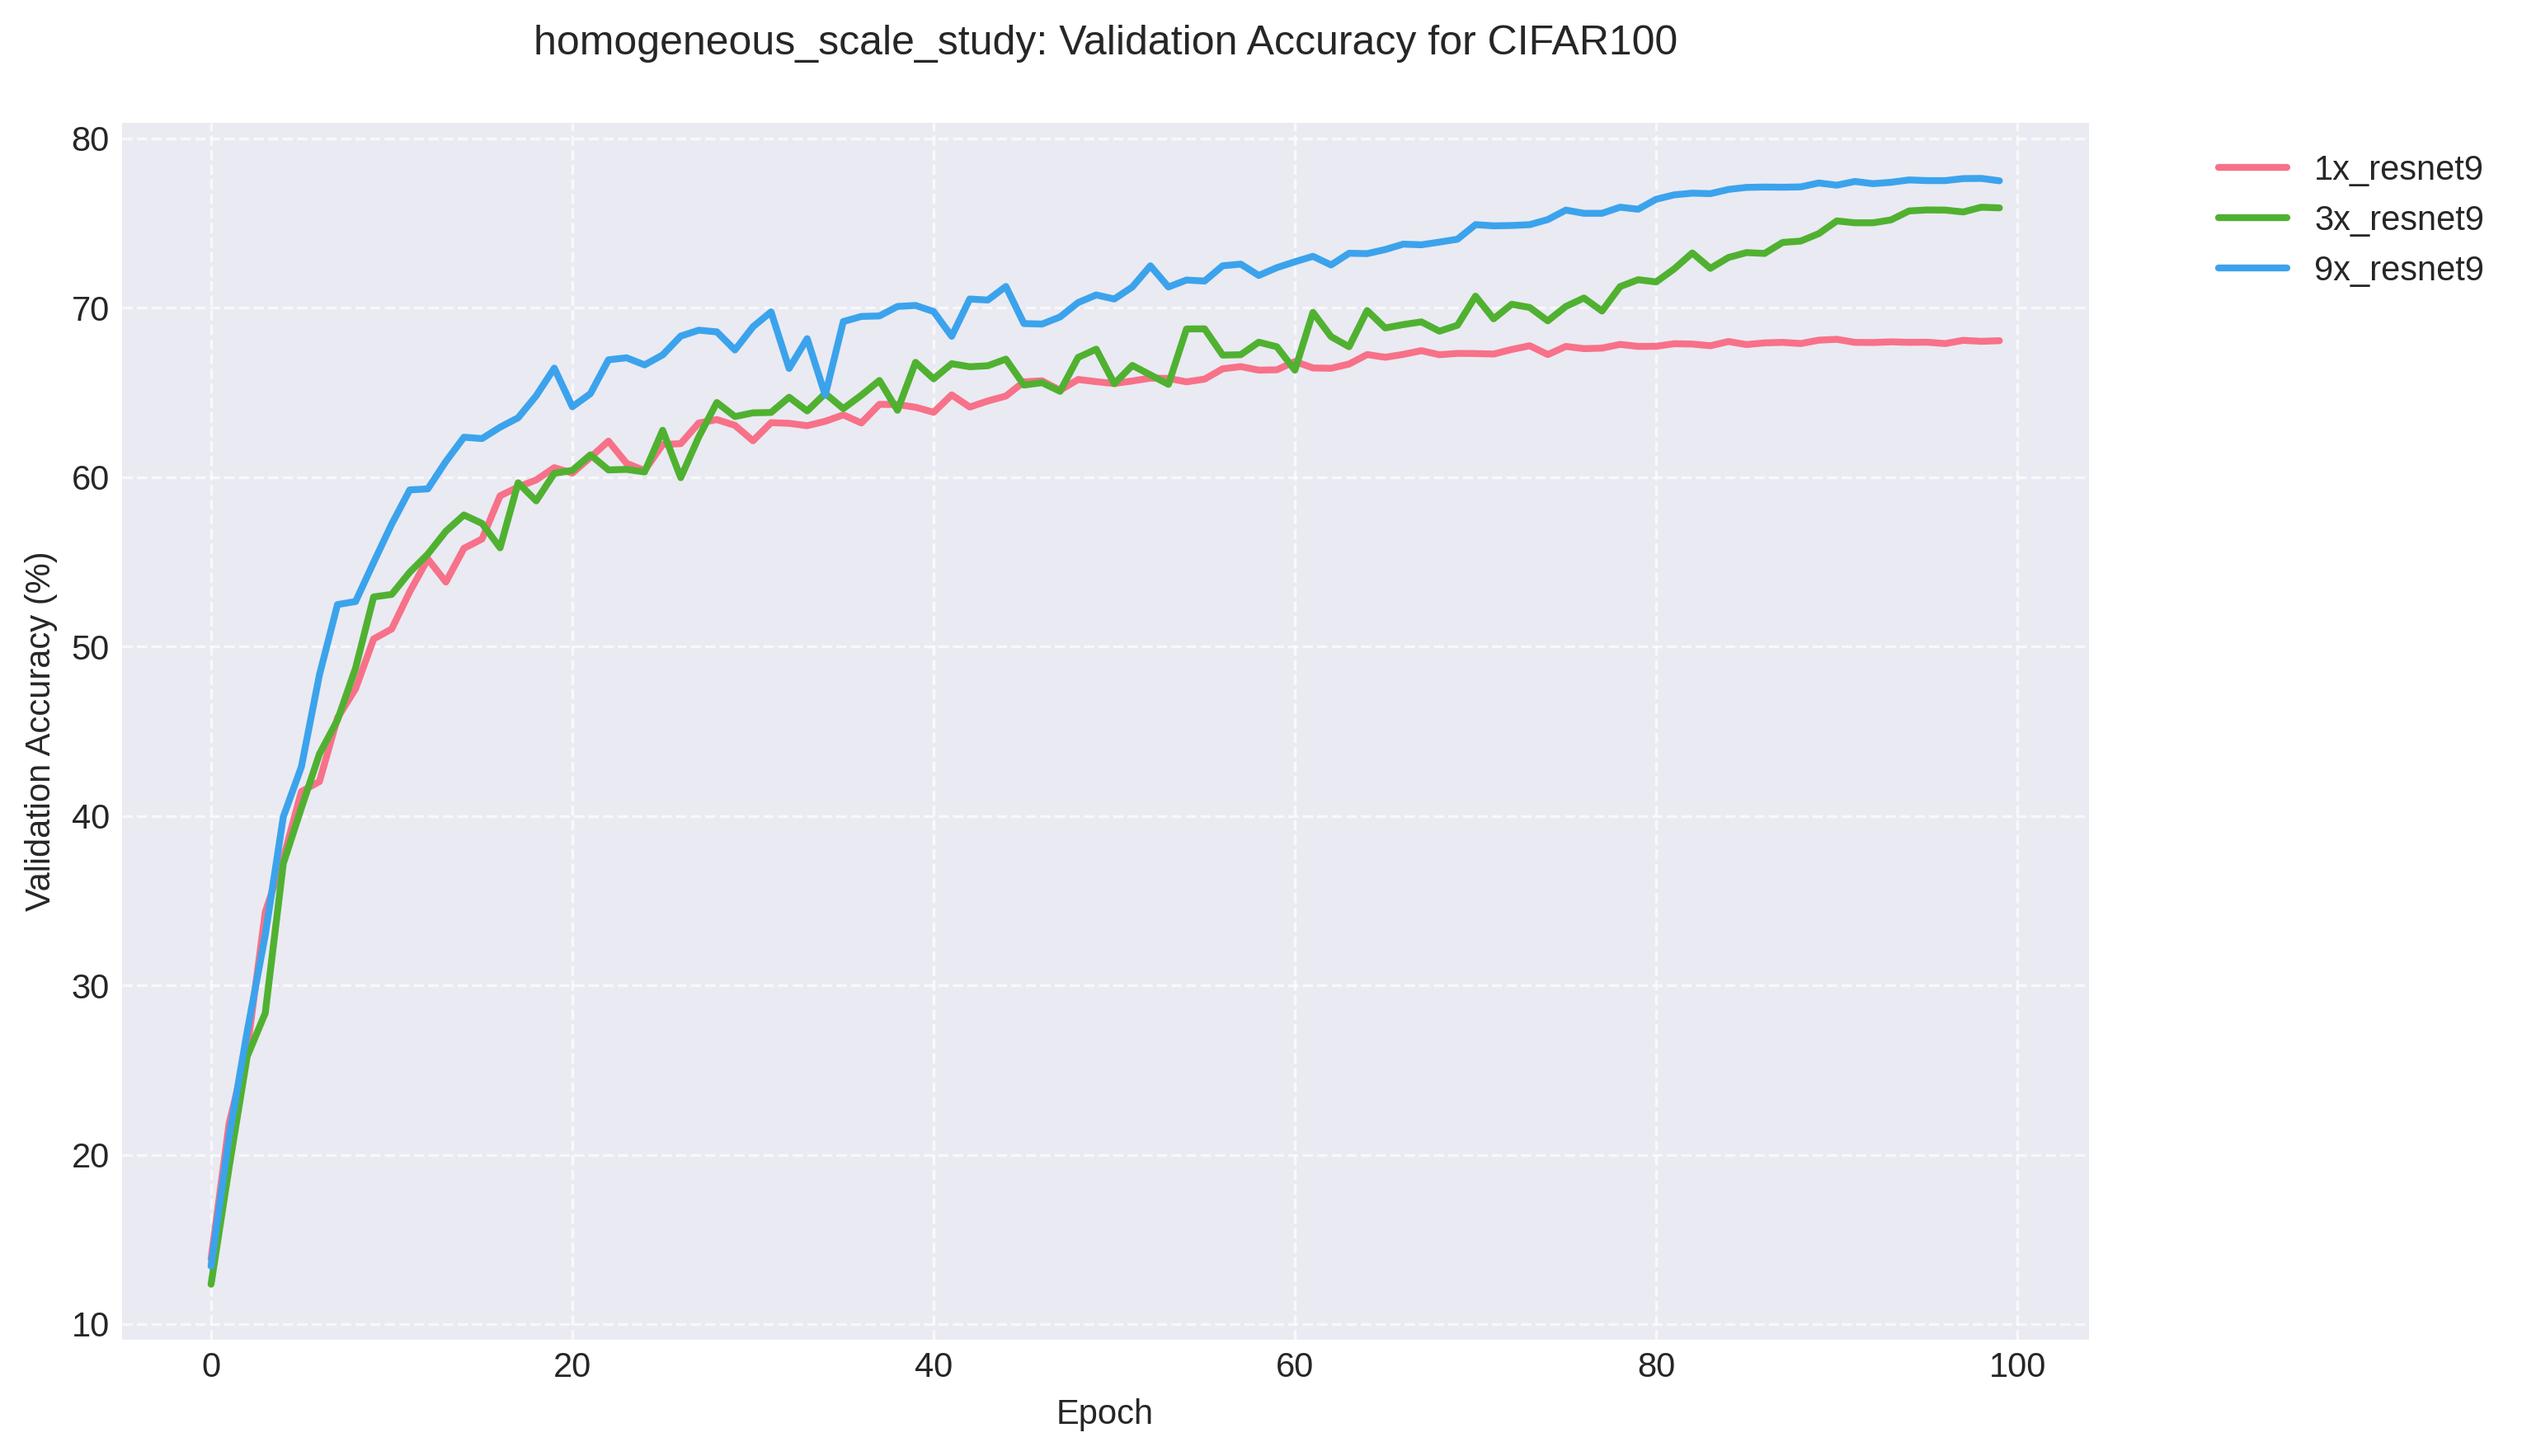 homogeneous_scale_study: Validation Accuracy for CIFAR100
80
70
60
50
40
30
20
10
Validation Accuracy (%)
0 20 40 60 80 100
Epoch
1x_resnet9
3x_resnet9
9x_resnet9